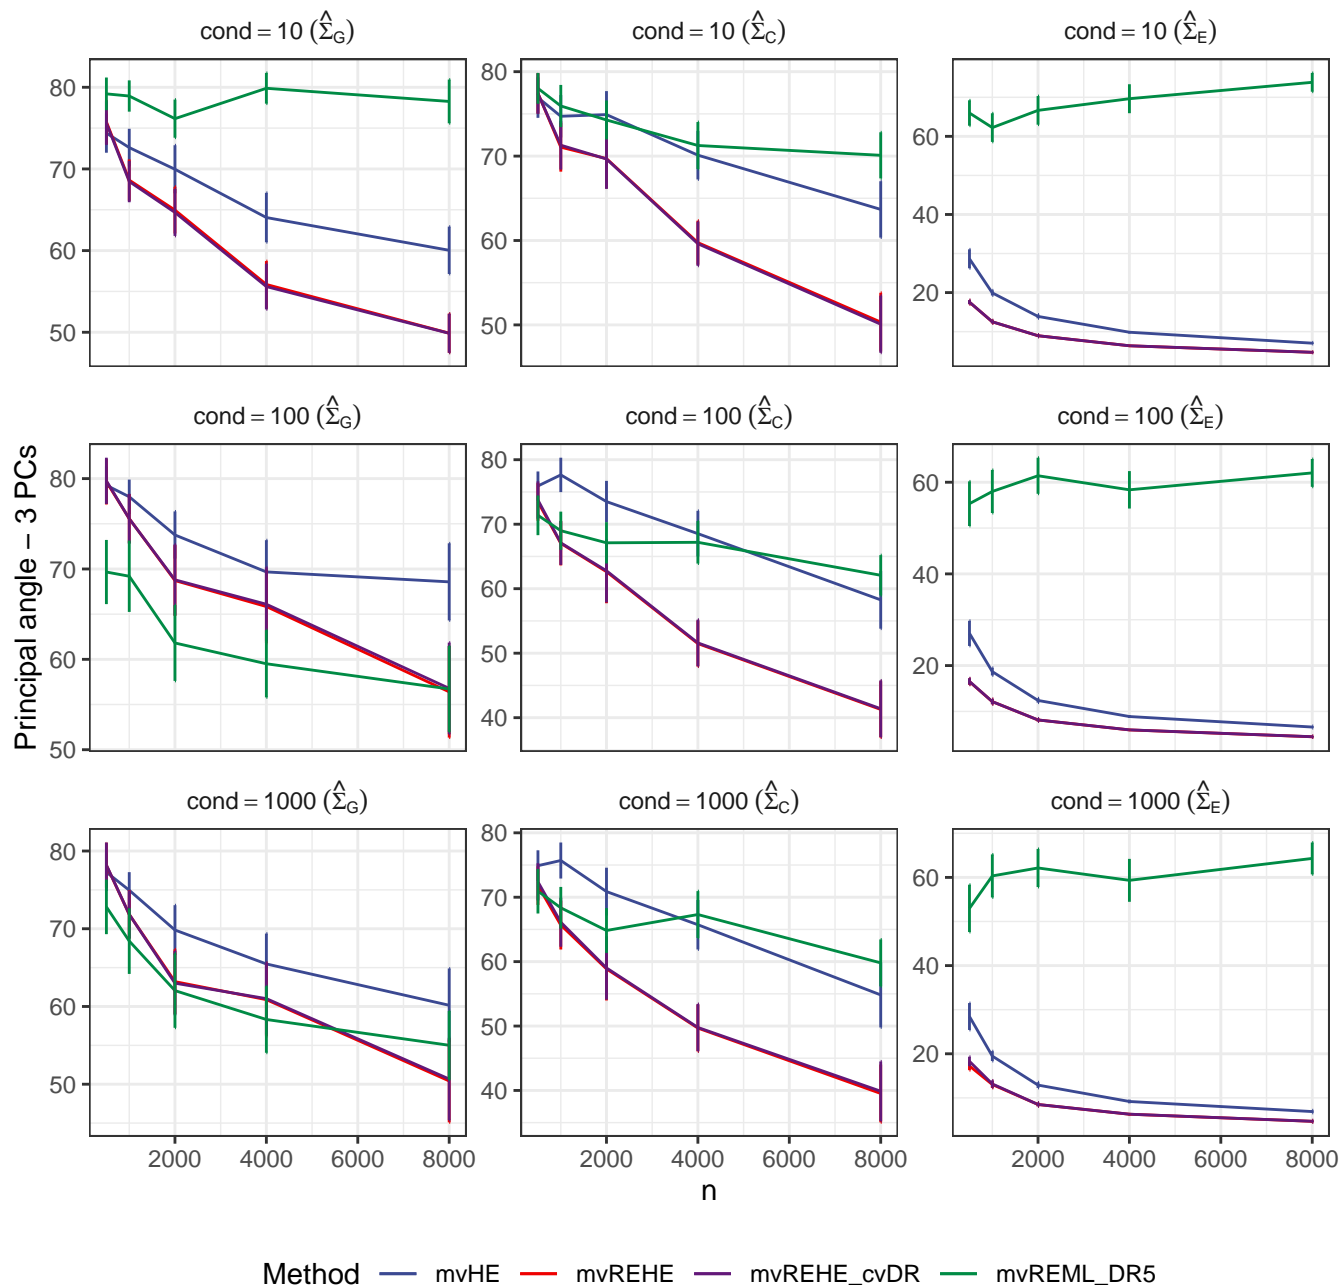 cond = 10 (Σ̂G)
cond = 10 (Σ̂C)
cond = 10 (Σ̂E)
80
70
60
50
80
70
60
50
60
40
20
cond = 100 (Σ̂G)
cond = 100 (Σ̂C)
cond = 100 (Σ̂E)
Principal angle − 3 PCs
80
70
60
50
80
70
60
50
40
60
40
20
cond = 1000 (Σ̂G)
cond = 1000 (Σ̂C)
cond = 1000 (Σ̂E)
80
70
60
50
80
70
60
50
40
60
40
20
2000 4000 6000 8000
2000 4000 6000 8000
2000 4000 6000 8000
n
Method mvHE mvREHE mvREHE_cvDR mvREML_DR5